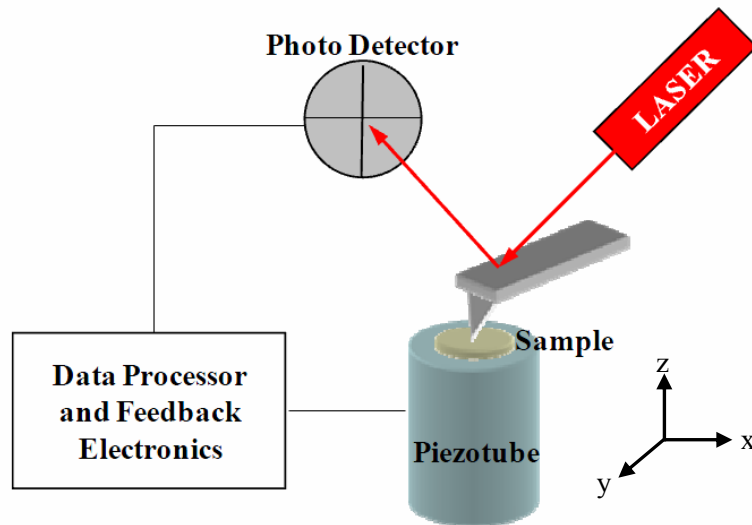 Photo Detector
LASER
Sample
Data Processor
and Feedback
Electronics
Piezotube
z
x
y